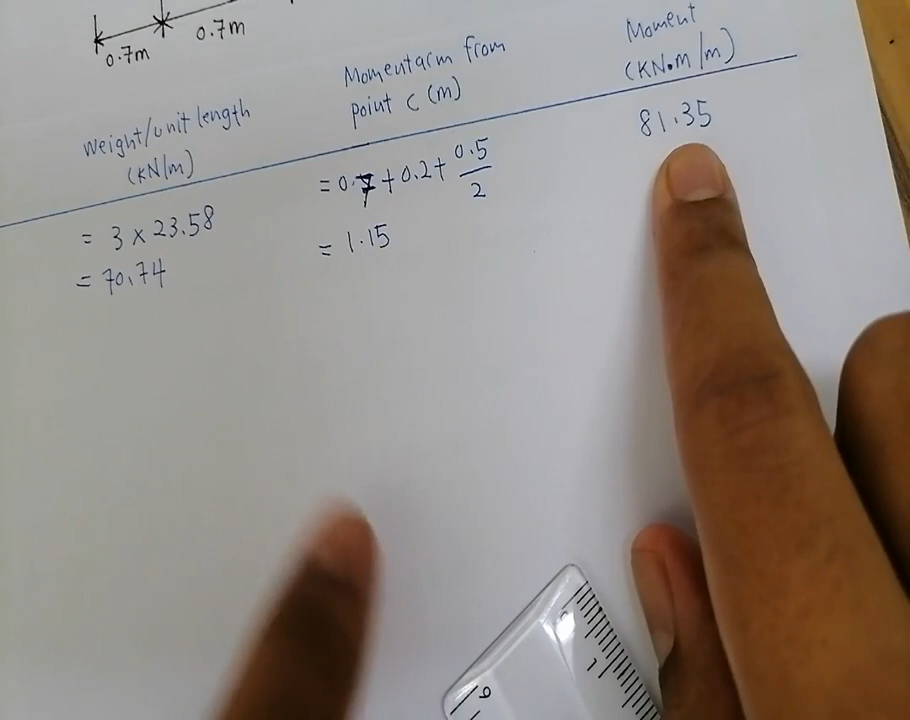 0.7m
0.7m
Weight/unit length
(KN/m)
Momentarm from
point C (m)
Moment
(KN.m/m)
= 3 x 23.58
= 70.74
= 0.7 + 0.2 + 0.5
2
= 1.15
81.35
9